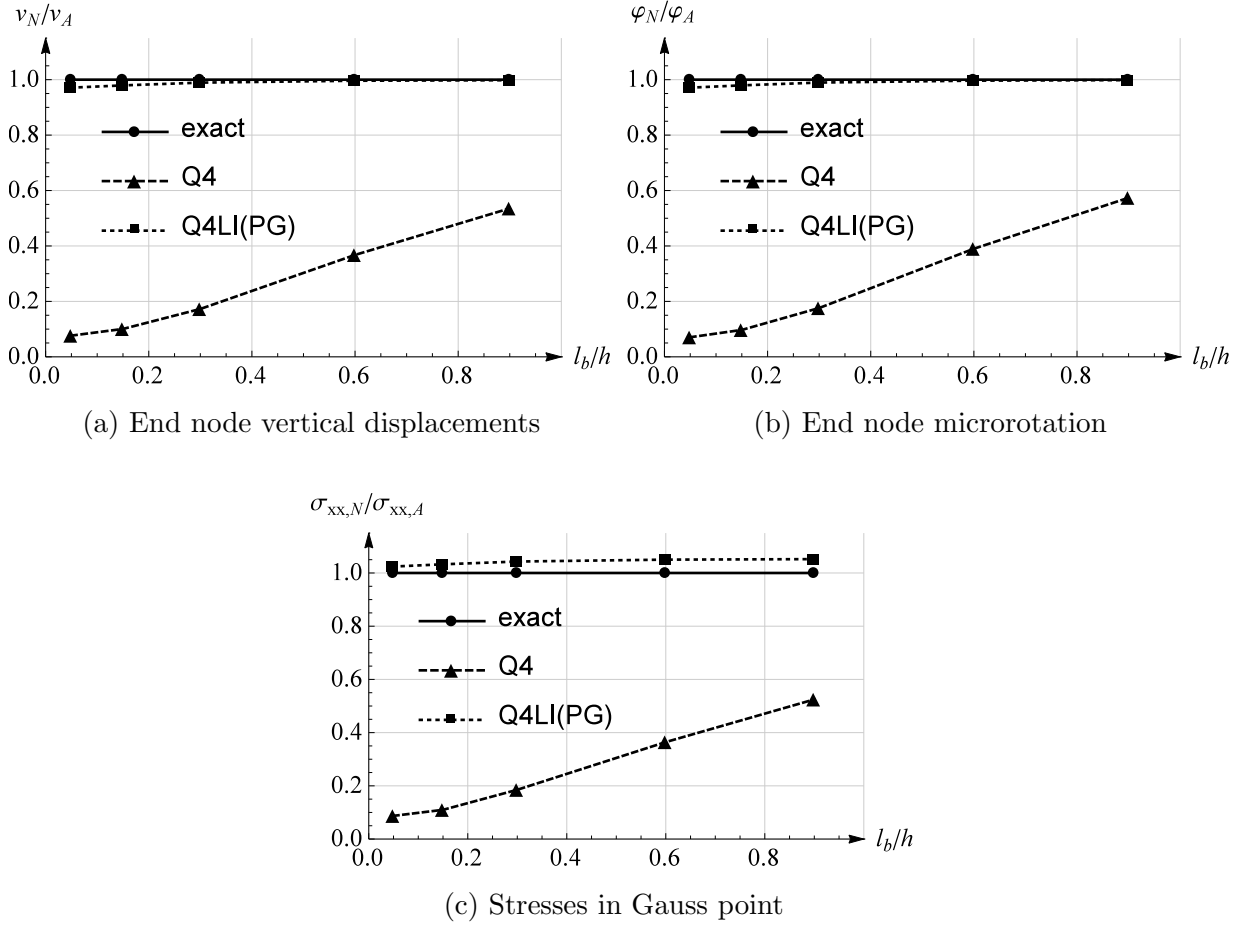 v_N/v_A
1.0
0.8
0.6
0.4
0.2
0.0
exact
Q4
Q4LI(PG)
0.0 0.2 0.4 0.6 0.8
l_b/h
(a) End node vertical displacements
φ_N/φ_A
1.0
0.8
0.6
0.4
0.2
0.0
exact
Q4
Q4LI(PG)
0.0 0.2 0.4 0.6 0.8
l_b/h
(b) End node microrotation
σ_xx,N/σ_xx,A
1.0
0.8
0.6
0.4
0.2
0.0
exact
Q4
Q4LI(PG)
0.0 0.2 0.4 0.6 0.8
l_b/h
(c) Stresses in Gauss point